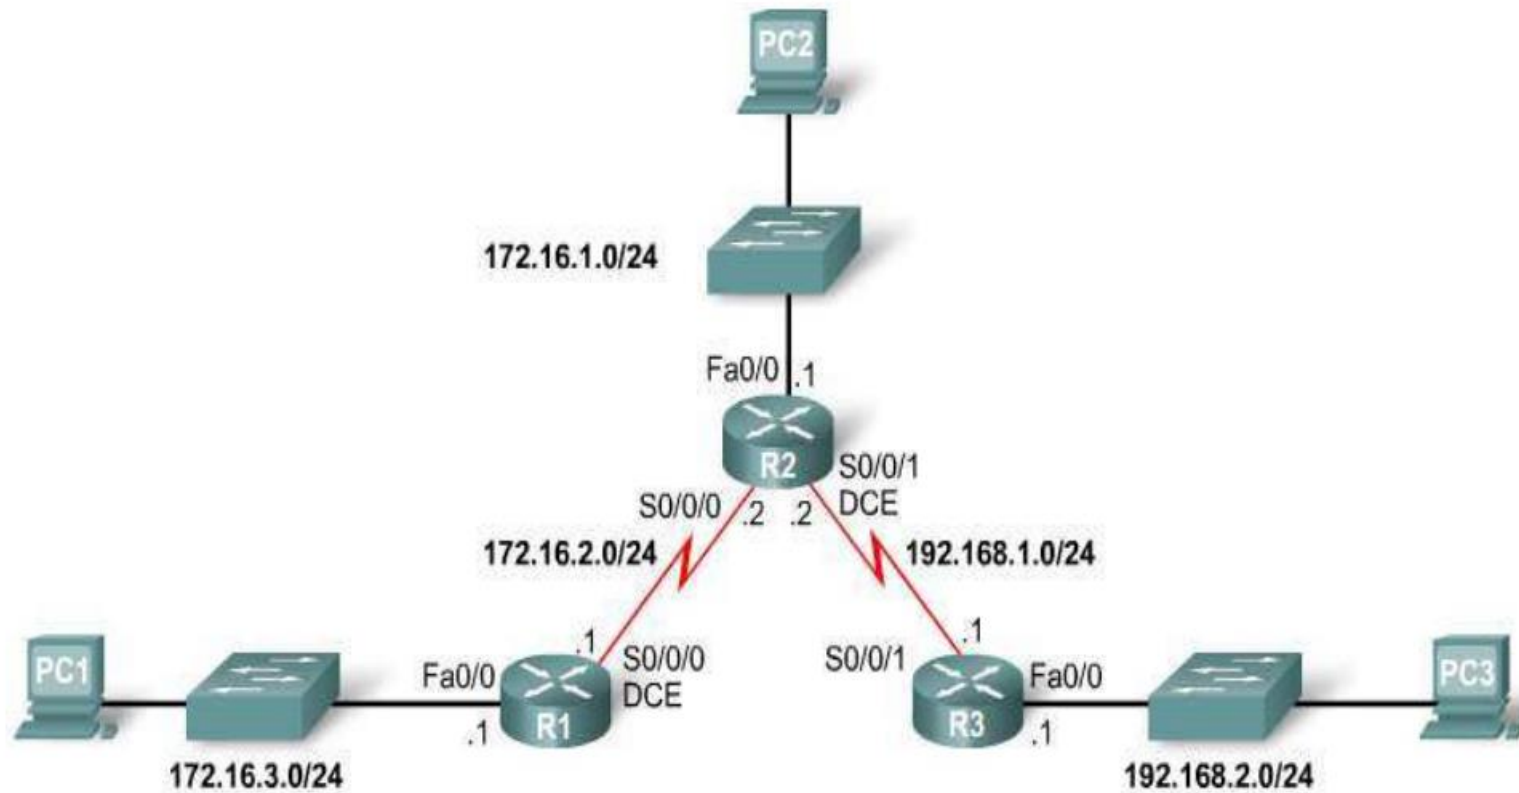 PC2
172.16.1.0/24
Fa0/0
.1
R2
S0/0/1
DCE
S0/0/0
.2
.2
172.16.2.0/24
192.168.1.0/24
PC1
Fa0/0
.1
R1
.1
S0/0/0
DCE
172.16.3.0/24
S0/0/1
.1
R3
Fa0/0
.1
PC3
192.168.2.0/24